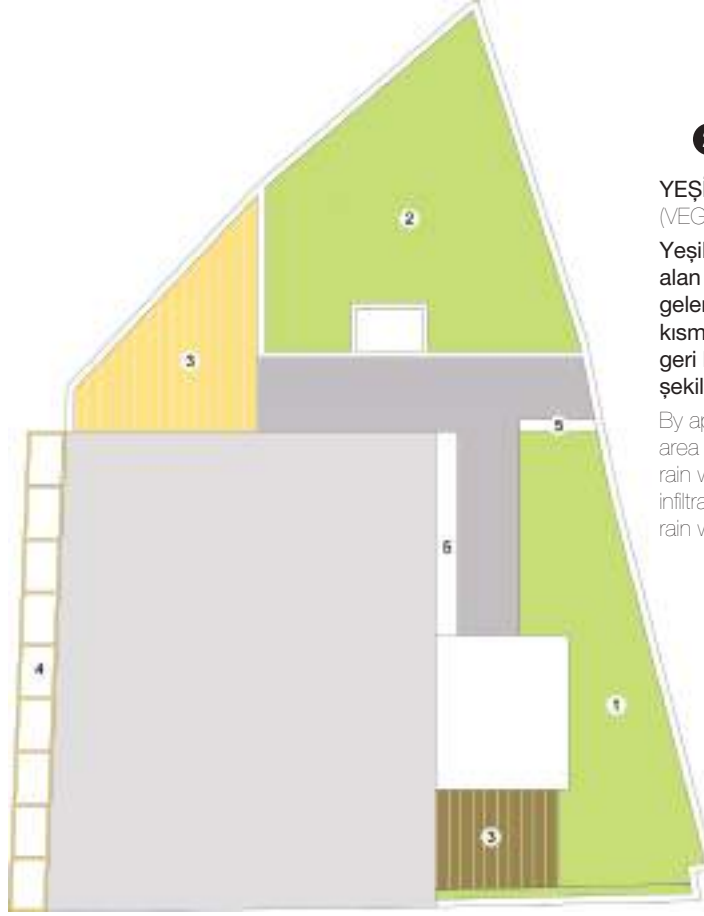 2
3
5
6
4
1
3
YEŞİ
(VEG
Yeşil
alan
geler
kısm
geri
şekil
By ap
area
rain v
infiltra
rain v